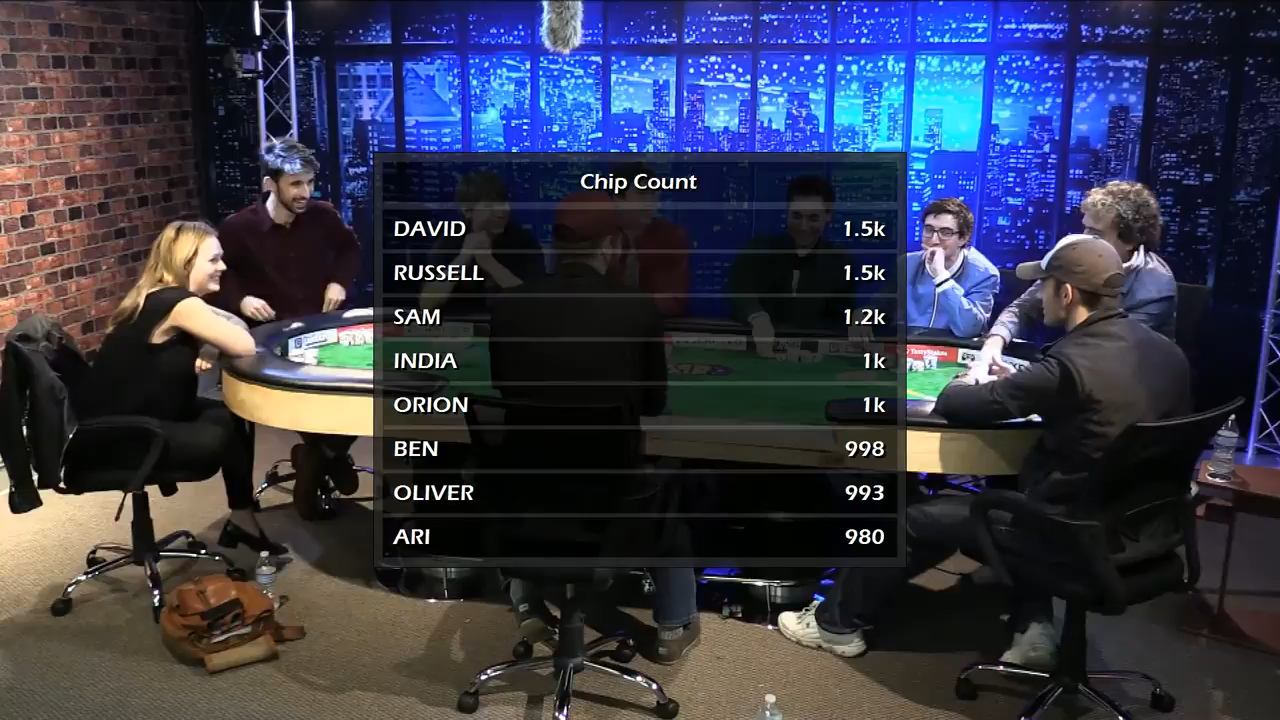 Chip Count
DAVID 1.5k
RUSSELL 1.5k
SAM 1.2k
INDIA 1k
ORION 1k
BEN 998
OLIVER 993
ARI 980
TastyStakes